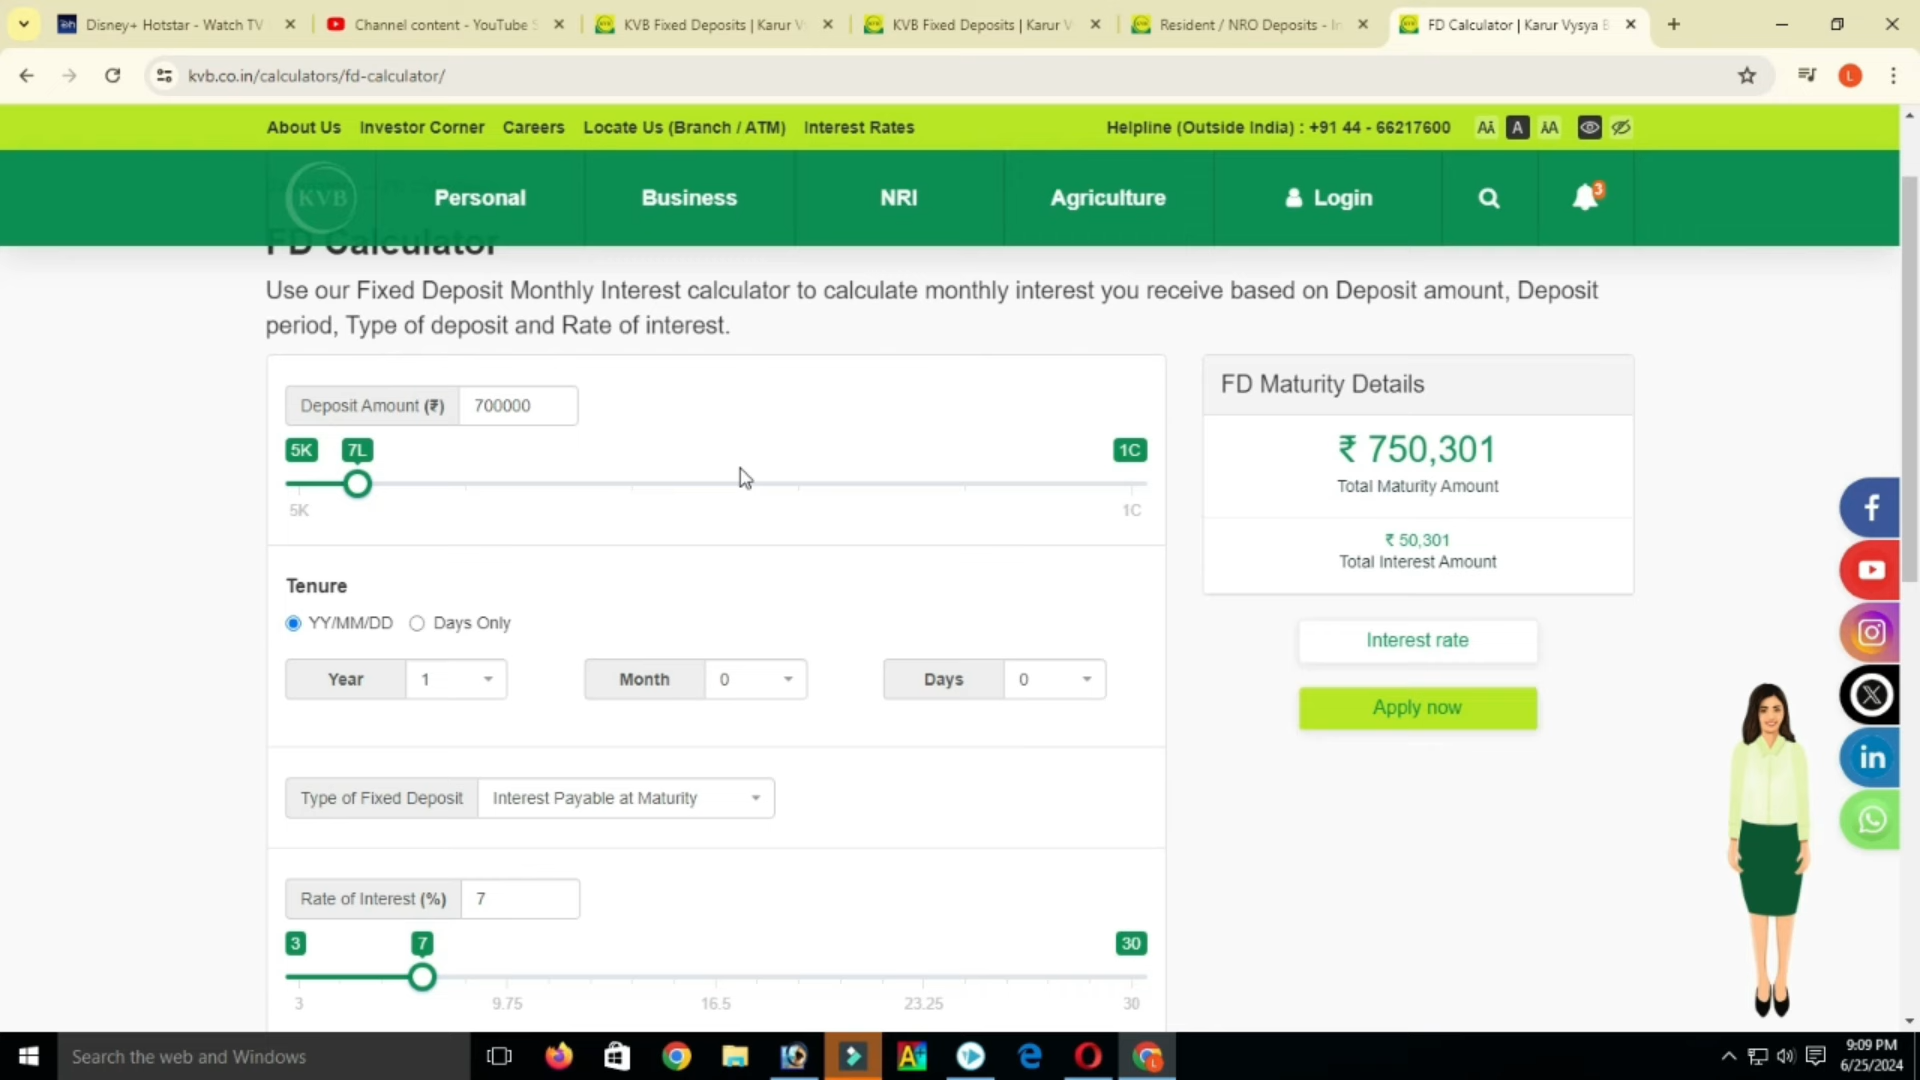 Disney+ Hotstar - Watch TV
Channel content - YouTube S
KVB Fixed Deposits | Karur V
KVB Fixed Deposits | Karur V
Resident / NRO Deposits - In
FD Calculator | Karur Vysya B
kvb.co.in/calculators/fd-calculator/
L
About Us Investor Corner Careers Locate Us (Branch / ATM) Interest Rates Helpline (Outside India) : +91 44 - 66217600 AA A AA
KVB Personal Business NRI Agriculture Login 3
FD Calculator
Use our Fixed Deposit Monthly Interest calculator to calculate monthly interest you receive based on Deposit amount, Deposit
period, Type of deposit and Rate of interest.
Deposit Amount (₹) 700000
5K 7L 1C
5K 1C
Tenure
YY/MM/DD Days Only
Year 1 Month 0 Days 0
Type of Fixed Deposit Interest Payable at Maturity
Rate of Interest (%) 7
3 7 30
3 9.75 16.5 23.25 30
FD Maturity Details
₹ 750,301
Total Maturity Amount
₹ 50,301
Total Interest Amount
Interest rate
Apply now
Search the web and Windows
9:09 PM
6/25/2024